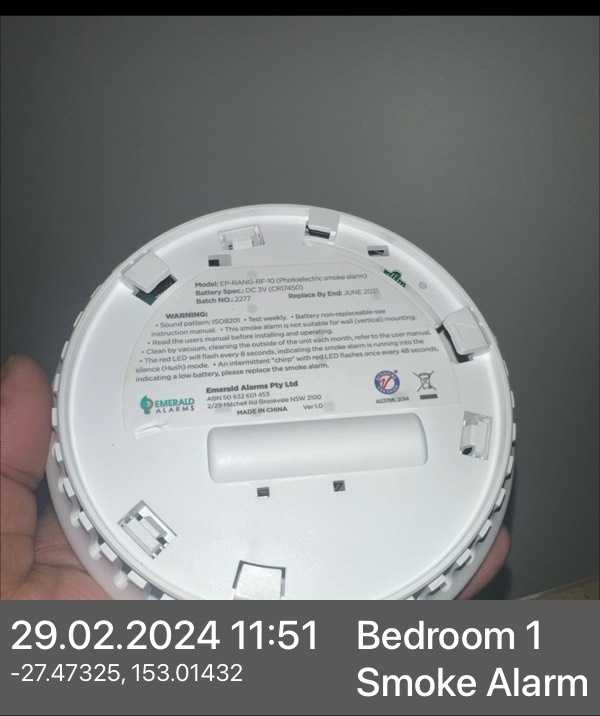 Model: EP-RANG-RF-10 (Photoelectric smoke alarm)
Battery Spec.: DC 3V (CR17450)
Batch NO.: 2277 Replace By End: JUNE 2031
WARNING:
• Sound pattern: ISO8201 • Test weekly. • Battery non-replaceable-see
instruction manual. • This smoke alarm is not suitable for wall (vertical) mounting.
• Read the users manual before installing and operating.
• Clean by vacuum, cleaning the outside of the unit each month, refer to the user manual.
• The red LED will flash every 8 seconds, indicating the smoke alarm is running into the
silence (Hush) mode. • An intermittent "chirp" with red LED flashes once every 48 seconds,
indicating a low battery, please replace the smoke alarm.
EMERALD
ALARMS
Emerald Alarms Pty Ltd
ABN 50 632 601 453
2/29 Mitchell Rd Brookvale NSW 2100
MADE IN CHINA Ver1.0
AS3786:2014
29.02.2024 11:51
-27.47325, 153.01432
Bedroom 1
Smoke Alarm